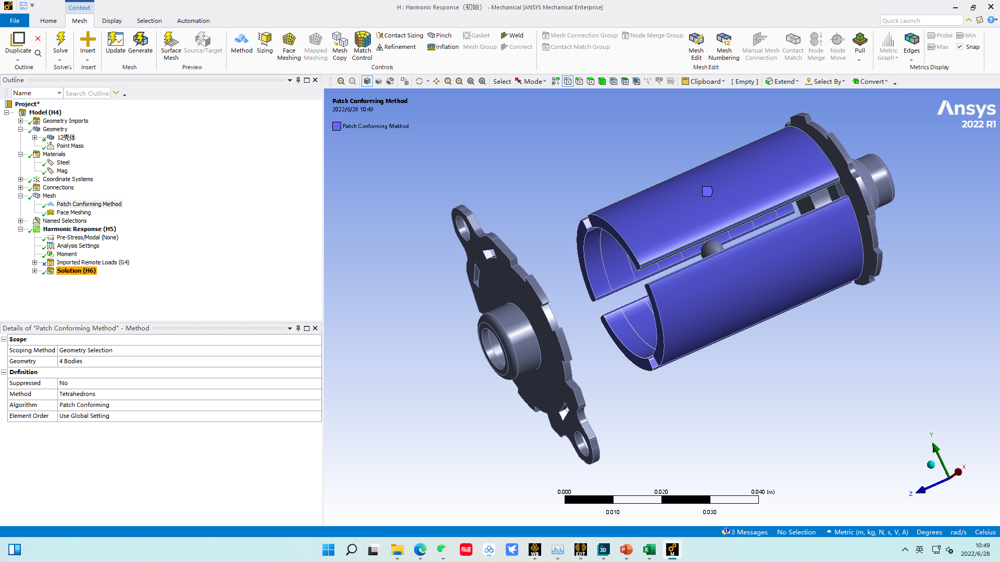 Context
H : Harmonic Response（初始） - Mechanical [ANSYS Mechanical Enterprise]
File Home Mesh Display Selection Automation
Quick Launch
Duplicate
Outline
Solve
Solve
Insert
Insert
Update Generate
Mesh
Surface Mesh Source/Target
Preview
Method Sizing Face Meshing Mapped Meshing Mesh Copy Match Control
Contact Sizing Pinch Gasket Weld
Refinement Inflation Mesh Group Connect
Controls
Mesh Connection Group Node Merge Group
Contact Match Group
Mesh Edit Mesh Numbering Manual Mesh Connection Contact Match Node Merge Node Move Pull
Mesh Edit
Metric Graph Edges
Probe Min
Max Snap
Metrics Display
Outline
Name Search Outline
Select Mode Clipboard [ Empty ] Extend Select By Convert
Project*
Model (H4)
Geometry Imports
Geometry
12壳体
Point Mass
Materials
Steel
Mag
Coordinate Systems
Connections
Mesh
Patch Conforming Method
Face Meshing
Named Selections
Harmonic Response (H5)
Pre-Stress/Modal (None)
Analysis Settings
Moment
Imported Remote Loads (G4)
Solution (H6)
Details of "Patch Conforming Method" - Method
Scope
Scoping Method Geometry Selection
Geometry 4 Bodies
Definition
Suppressed No
Method Tetrahedrons
Algorithm Patch Conforming
Element Order Use Global Setting
Patch Conforming Method
2022/6/28 10:49
Patch Conforming Method
Ansys
2022 R1
Y
X
Z
0.000 0.020 0.040 (m)
0.010 0.030
3 Messages No Selection Metric (m, kg, N, s, V, A) Degrees rad/s Celsius
有道
WB
EDT
3D
P
X
M
英
10:49
2022/6/28